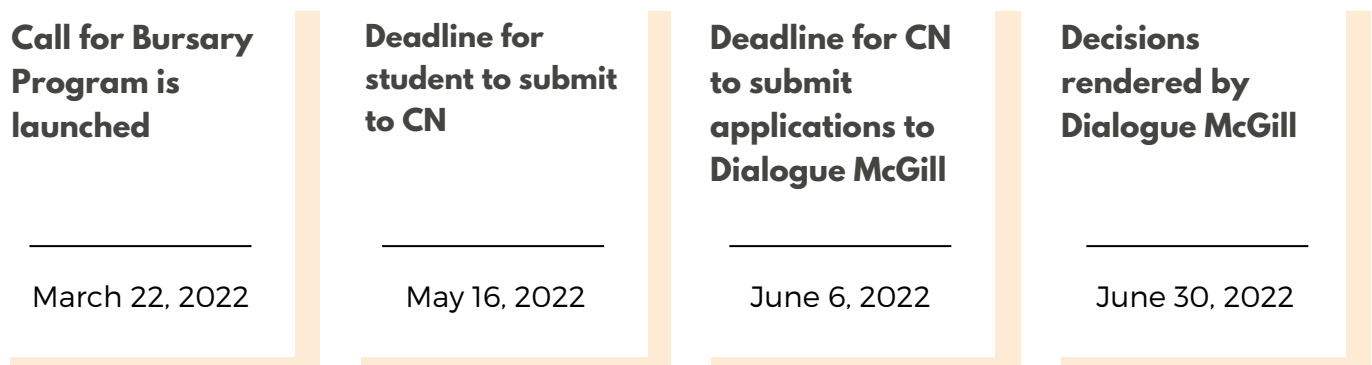 Call for Bursary
Program is
launched
March 22, 2022
Deadline for
student to submit
to CN
May 16, 2022
Deadline for CN
to submit
applications to
Dialogue McGill
June 6, 2022
Decisions
rendered by
Dialogue McGill
June 30, 2022